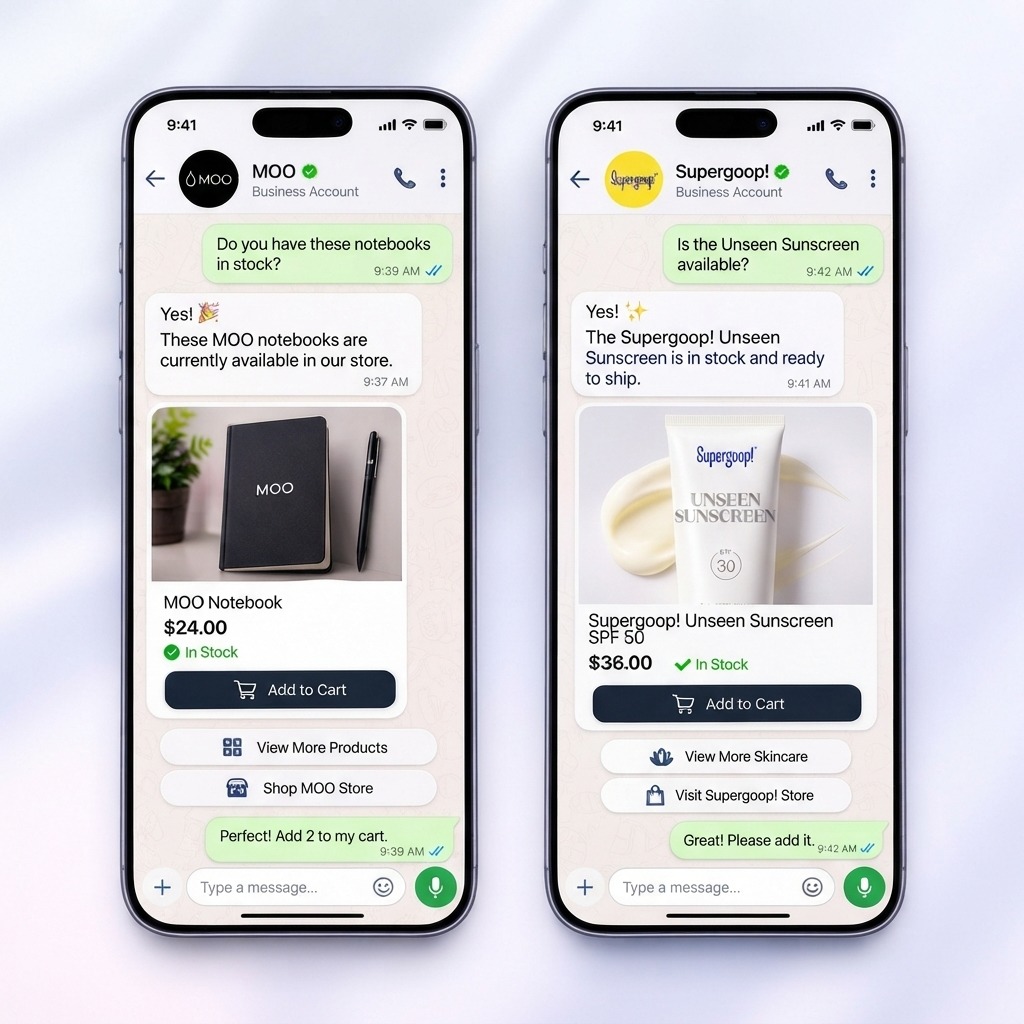 9:41
MOO
MOO
Business Account
Do you have these notebooks
in stock?
9:39 AM
Yes! 🎉
These MOO notebooks are
currently available in our store.
9:37 AM
MOO
MOO Notebook
$24.00
In Stock
Add to Cart
View More Products
Shop MOO Store
Perfect! Add 2 to my cart.
9:39 AM
Type a message...
9:41
Supergoop!
Business Account
Is the Unseen Sunscreen
available?
9:42 AM
Yes! ✨
The Supergoop! Unseen
Sunscreen is in stock and ready
to ship.
9:41 AM
Supergoop!
UNSEEN
SUNSCREEN
30
Supergoop! Unseen Sunscreen
SPF 50
$36.00
In Stock
Add to Cart
View More Skincare
Visit Supergoop! Store
Great! Please add it.
9:42 AM
Type a message...